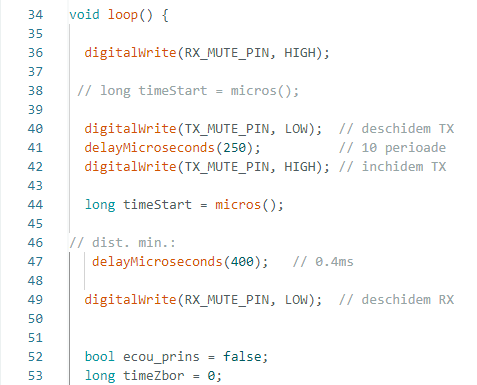 34 void loop() {
35
36 digitalWrite(RX_MUTE_PIN, HIGH);
37
38 // long timeStart = micros();
39
40 digitalWrite(TX_MUTE_PIN, LOW); // deschidem TX
41 delayMicroseconds(250); // 10 perioade
42 digitalWrite(TX_MUTE_PIN, HIGH); // inchidem TX
43
44 long timeStart = micros();
45
46 // dist. min.:
47 delayMicroseconds(400); // 0.4ms
48
49 digitalWrite(RX_MUTE_PIN, LOW); // deschidem RX
50
51
52 bool ecou_prins = false;
53 long timeZbor = 0;